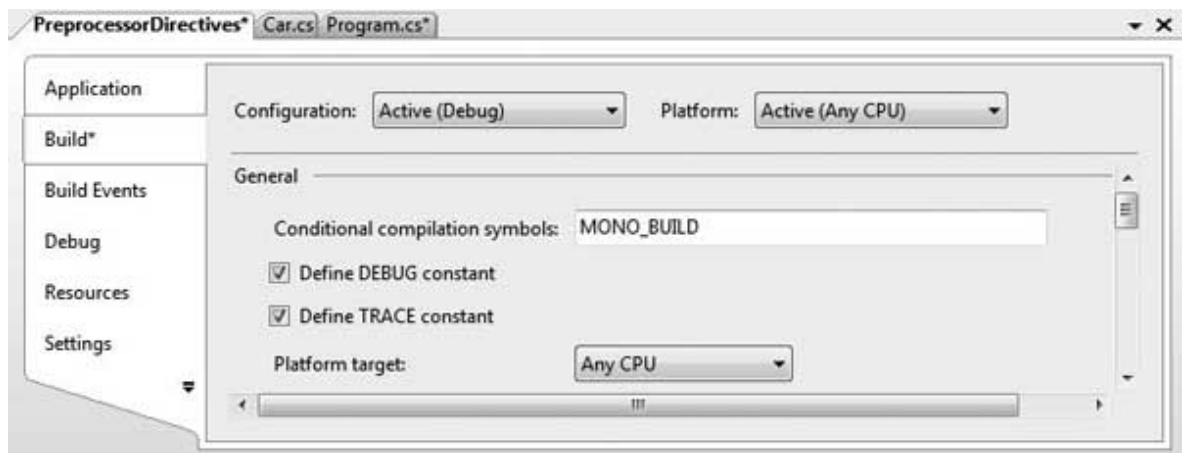 PreprocessorDirectives* Car.cs Program.cs*
Application
Configuration: Active (Debug) Platform: Active (Any CPU)
Build*
General
Build Events
Conditional compilation symbols: MONO_BUILD
Debug
Define DEBUG constant
Resources
Define TRACE constant
Settings
Platform target: Any CPU